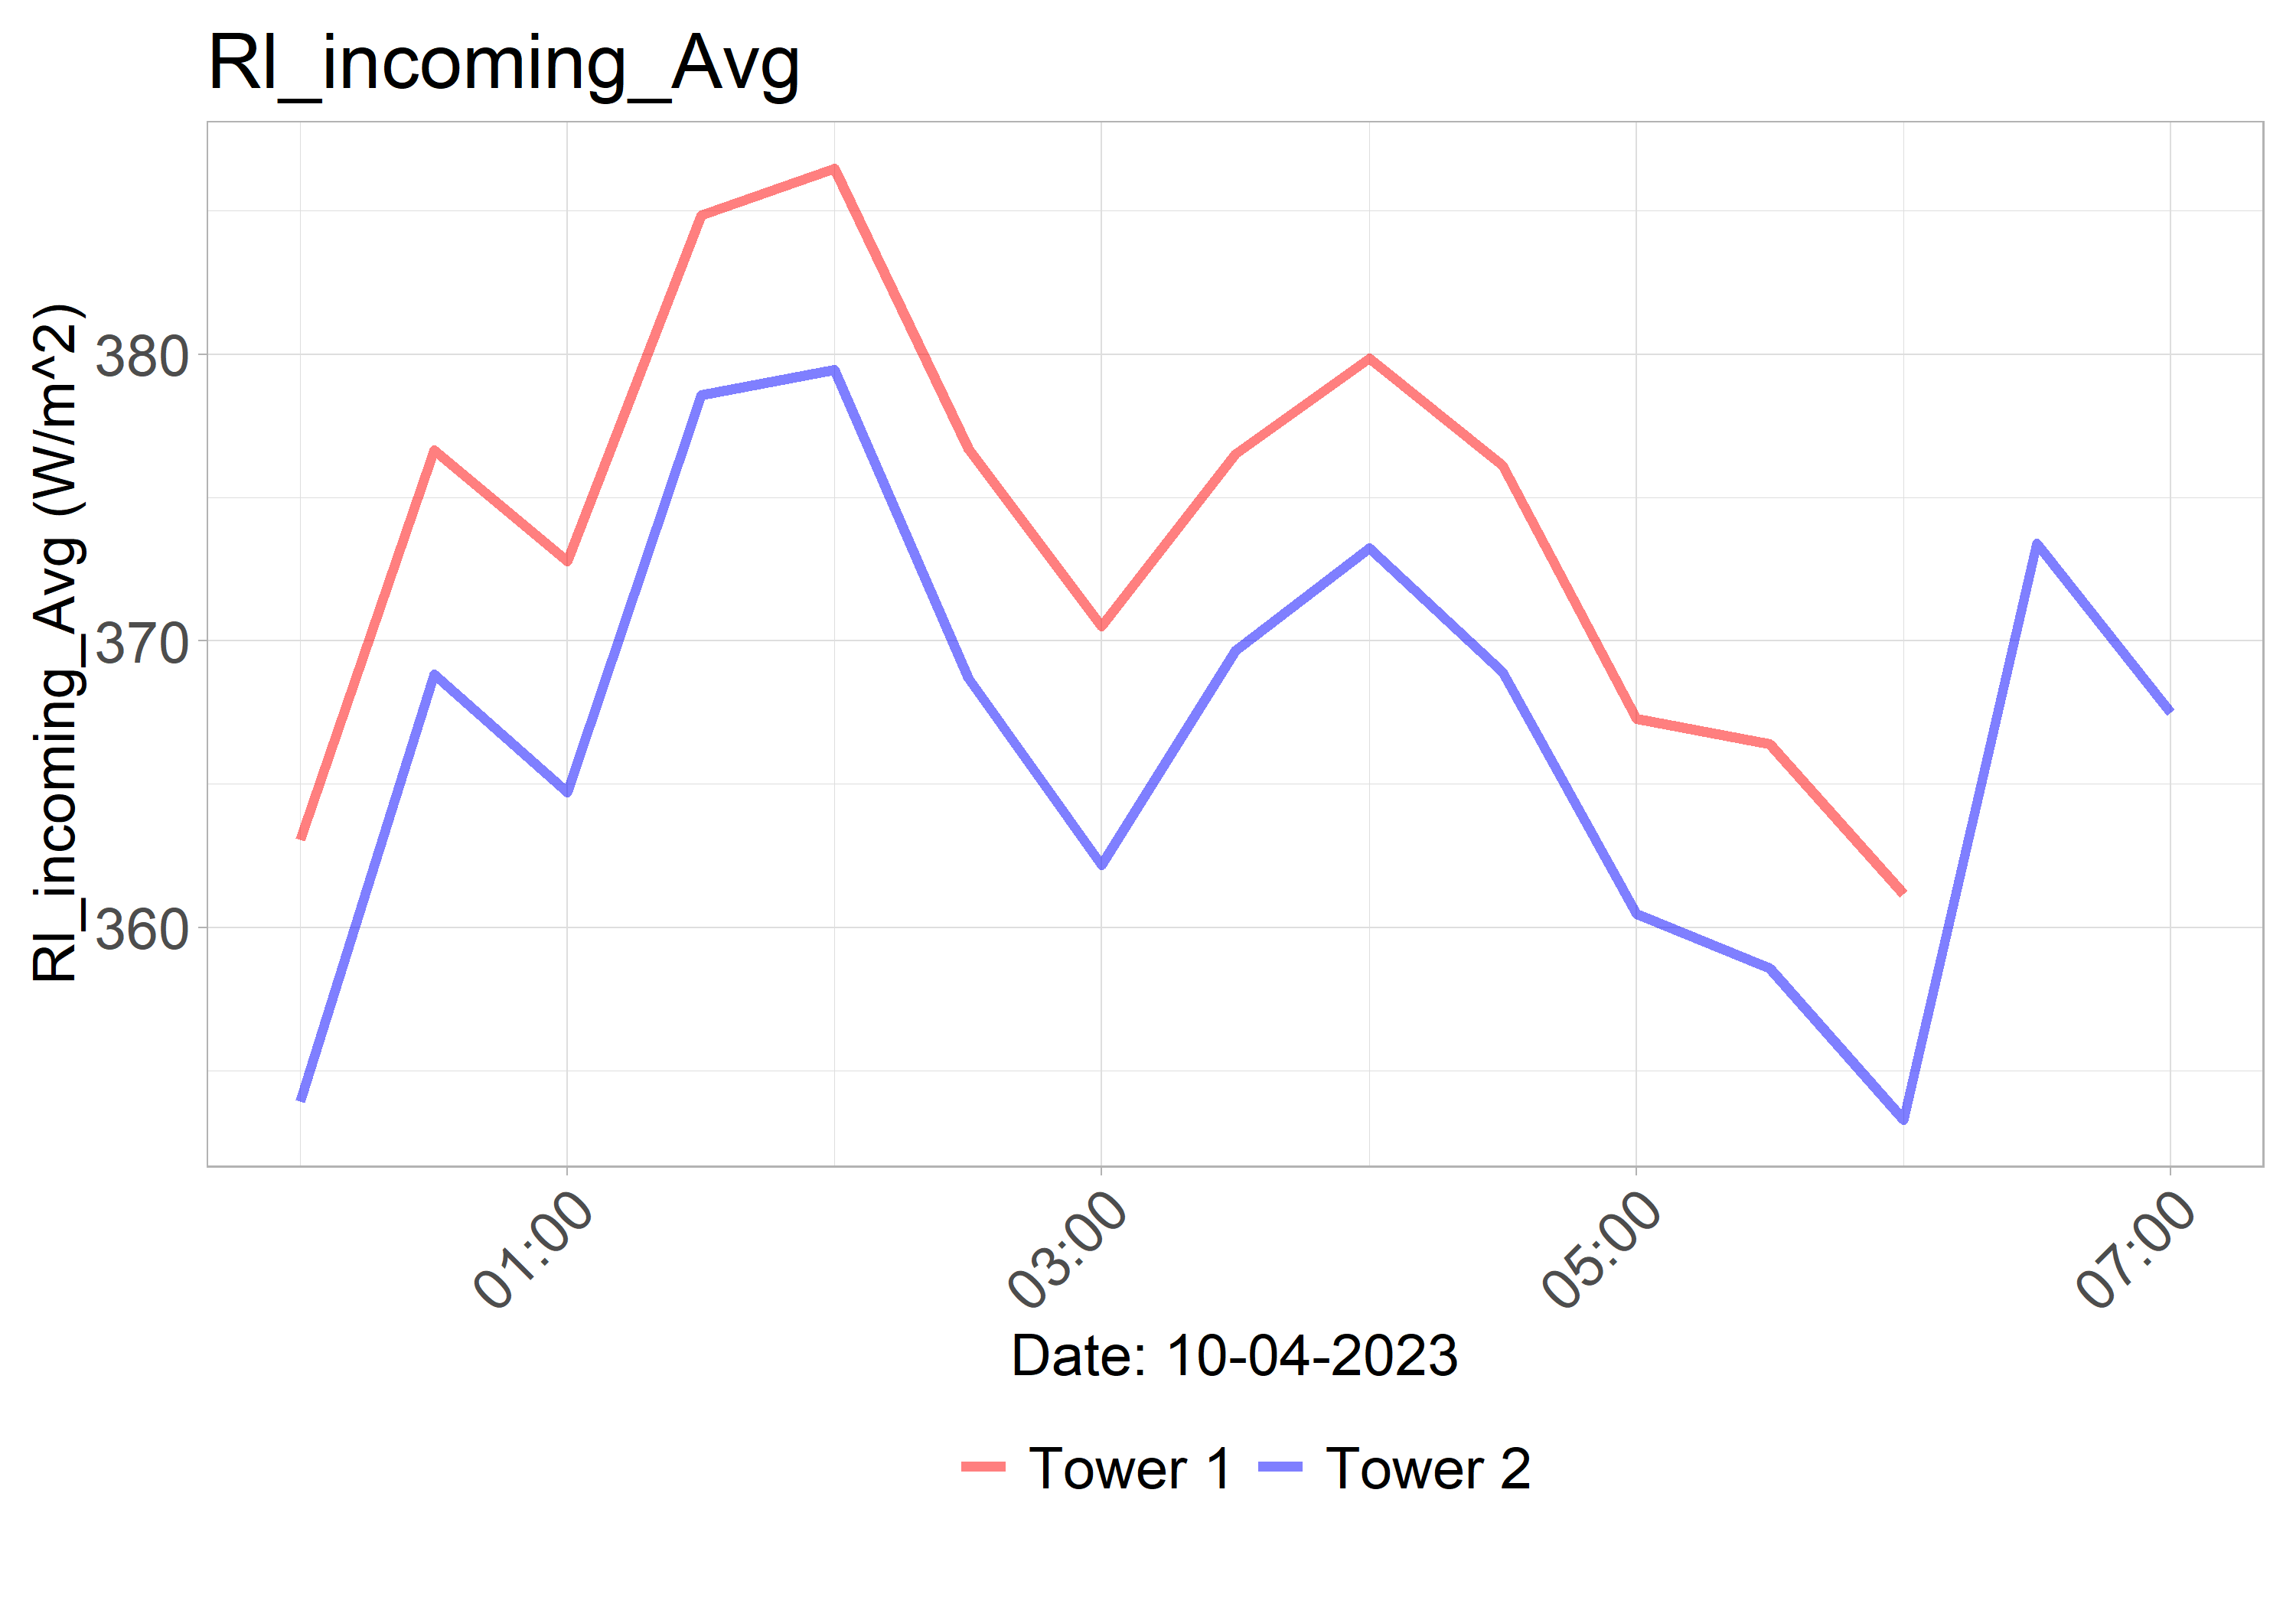 Rl_incoming_Avg
Rl_incoming_Avg (W/m^2)
380
370
360
01:00
03:00
05:00
07:00
Date: 10-04-2023
Tower 1
Tower 2